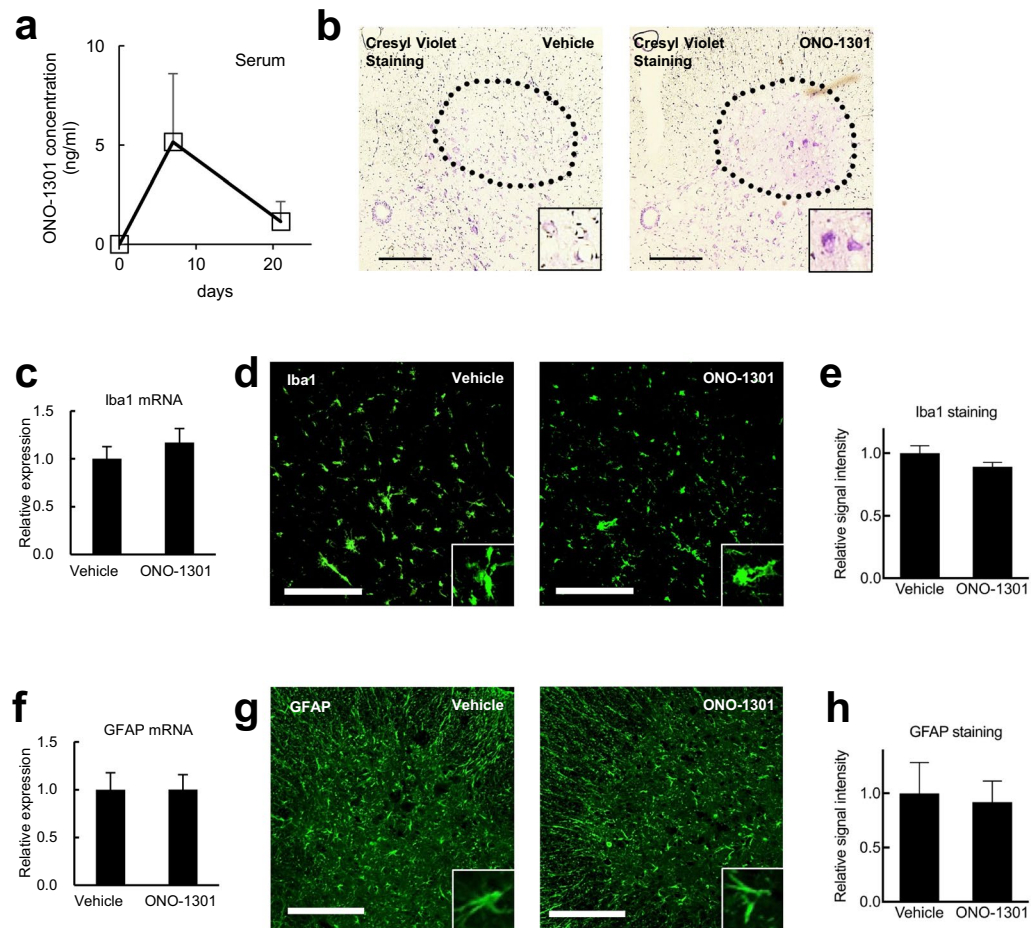 a
10
5
0
0
10
20
ONO-1301 concentration
(ng/ml)
Serum
days
b
Cresyl Violet
Staining
Vehicle
Cresyl Violet
Staining
ONO-1301
c
Iba1 mRNA
Relative expression
1.5
1.0
0.5
0.0
Vehicle
ONO-1301
d
Iba1
Vehicle
ONO-1301
e
Iba1 staining
Relative signal intensity
1.0
0.5
0.0
Vehicle
ONO-1301
f
GFAP mRNA
Relative expression
1.5
1.0
0.5
0.0
Vehicle
ONO-1301
g
GFAP
Vehicle
ONO-1301
h
GFAP staining
Relative signal intensity
1.0
0.5
0.0
Vehicle
ONO-1301